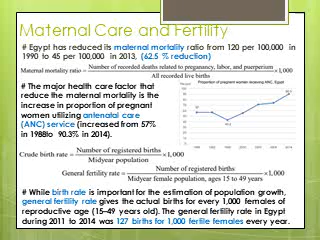 Maternal Care and Fertility
# Egypt has reduced its maternal mortality ratio from 120 per 100,000 in
1990 to 45 per 100,000 in 2013, (62.5 % reduction)
Maternal mortality ratio = Number of recorded deaths related to pregnancy, labor, and puerperium / All recorded live births × 1,000
# The major health care factor that
reduce the maternal mortality is the
increase in proportion of pregnant
women utilizing antenatal care
(ANC) service (increased from 57%
in 1988to 90.3% in 2014).
Proportion of pregnant women receiving ANC, Egypt
Crude birth rate = Number of registered births / Midyear population × 1,000
General fertility rate = Number of registered births / Midyear female population, ages 15 to 49 years × 1,000
# While birth rate is important for the estimation of population growth,
general fertility rate gives the actual births for every 1,000 females of
reproductive age (15–49 years old). The general fertility rate in Egypt
during 2011 to 2014 was 127 births for 1,000 fertile females every year.